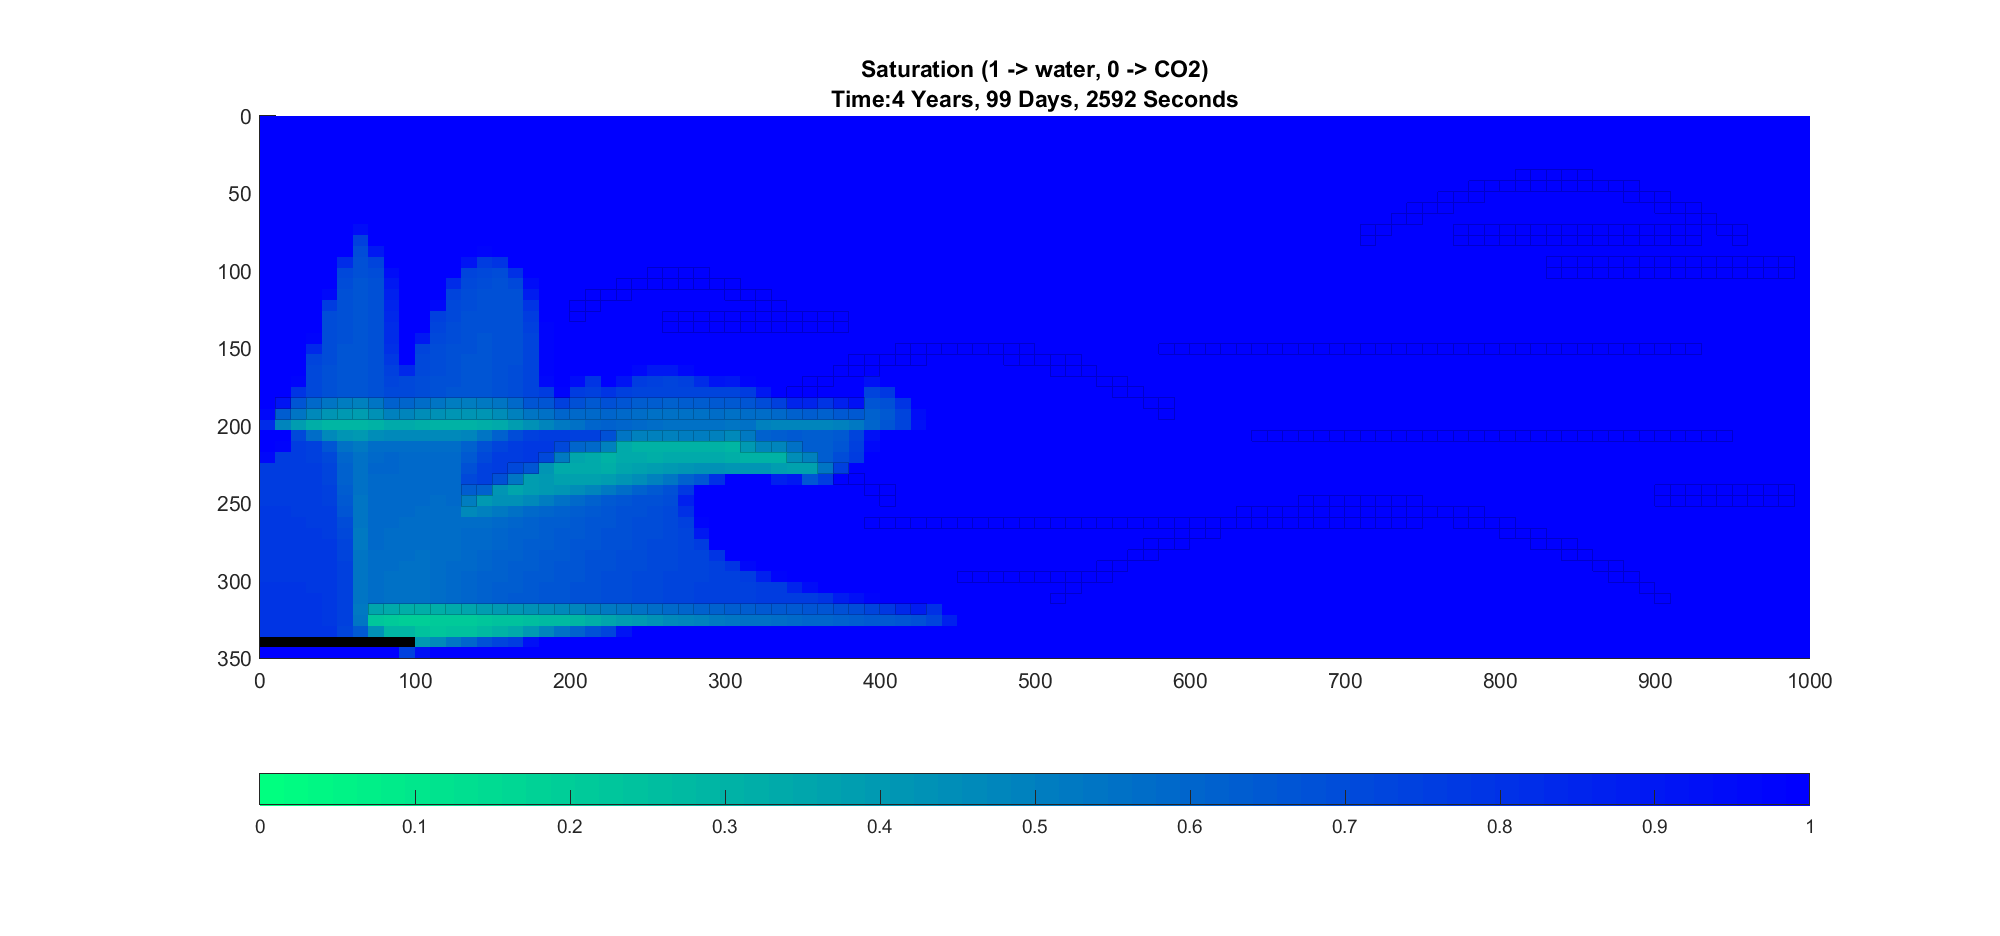 Saturation (1 -> water, 0 -> CO2)
Time:4 Years, 99 Days, 2592 Seconds
0
50
100
150
200
250
300
350
0 100 200 300 400 500 600 700 800 900 1000
0 0.1 0.2 0.3 0.4 0.5 0.6 0.7 0.8 0.9 1